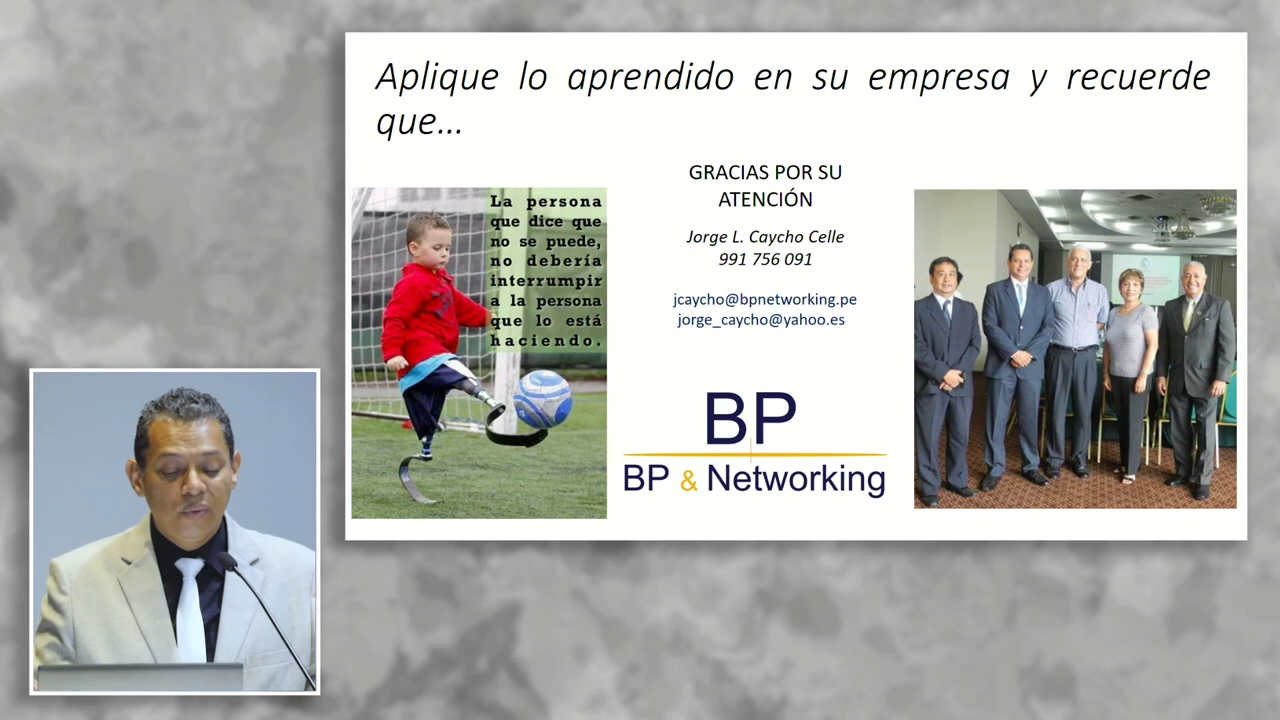 Aplique lo aprendido en su empresa y recuerde
que...
La persona
que dice que
no se puede,
no debería
interrumpir
a la persona
que lo está
haciendo.
GRACIAS POR SU
ATENCIÓN
Jorge L. Caycho Celle
991 756 091
jcaycho@bpnetworking.pe
jorge_caycho@yahoo.es
BP
BP & Networking